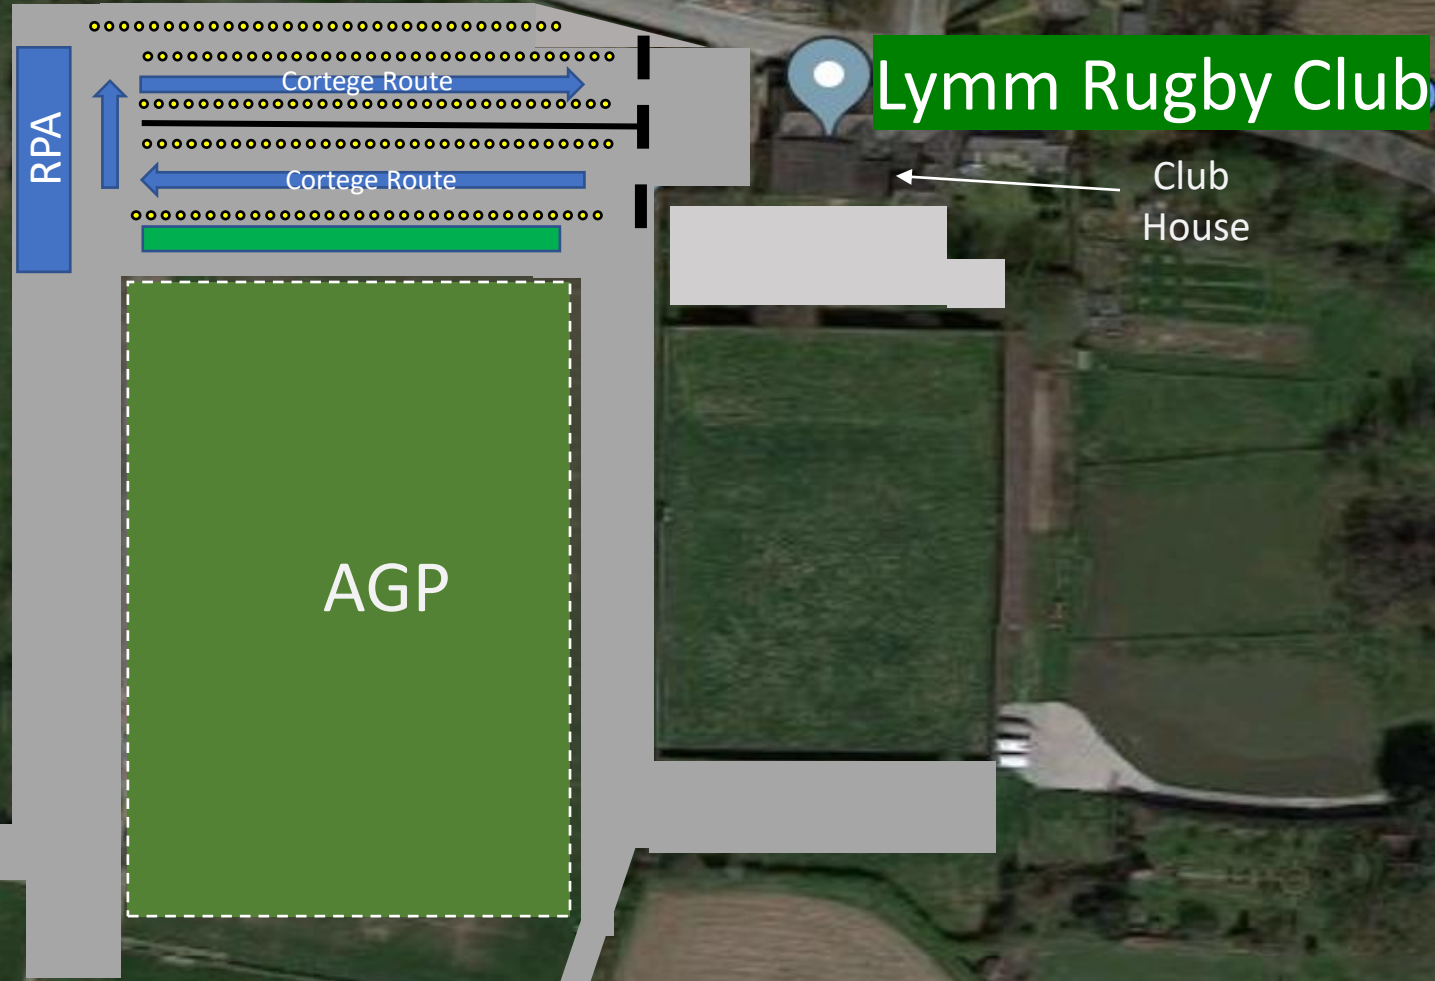 Cortege Route
Lymm Rugby Club
RPA
Cortege Route
Club
House
AGP